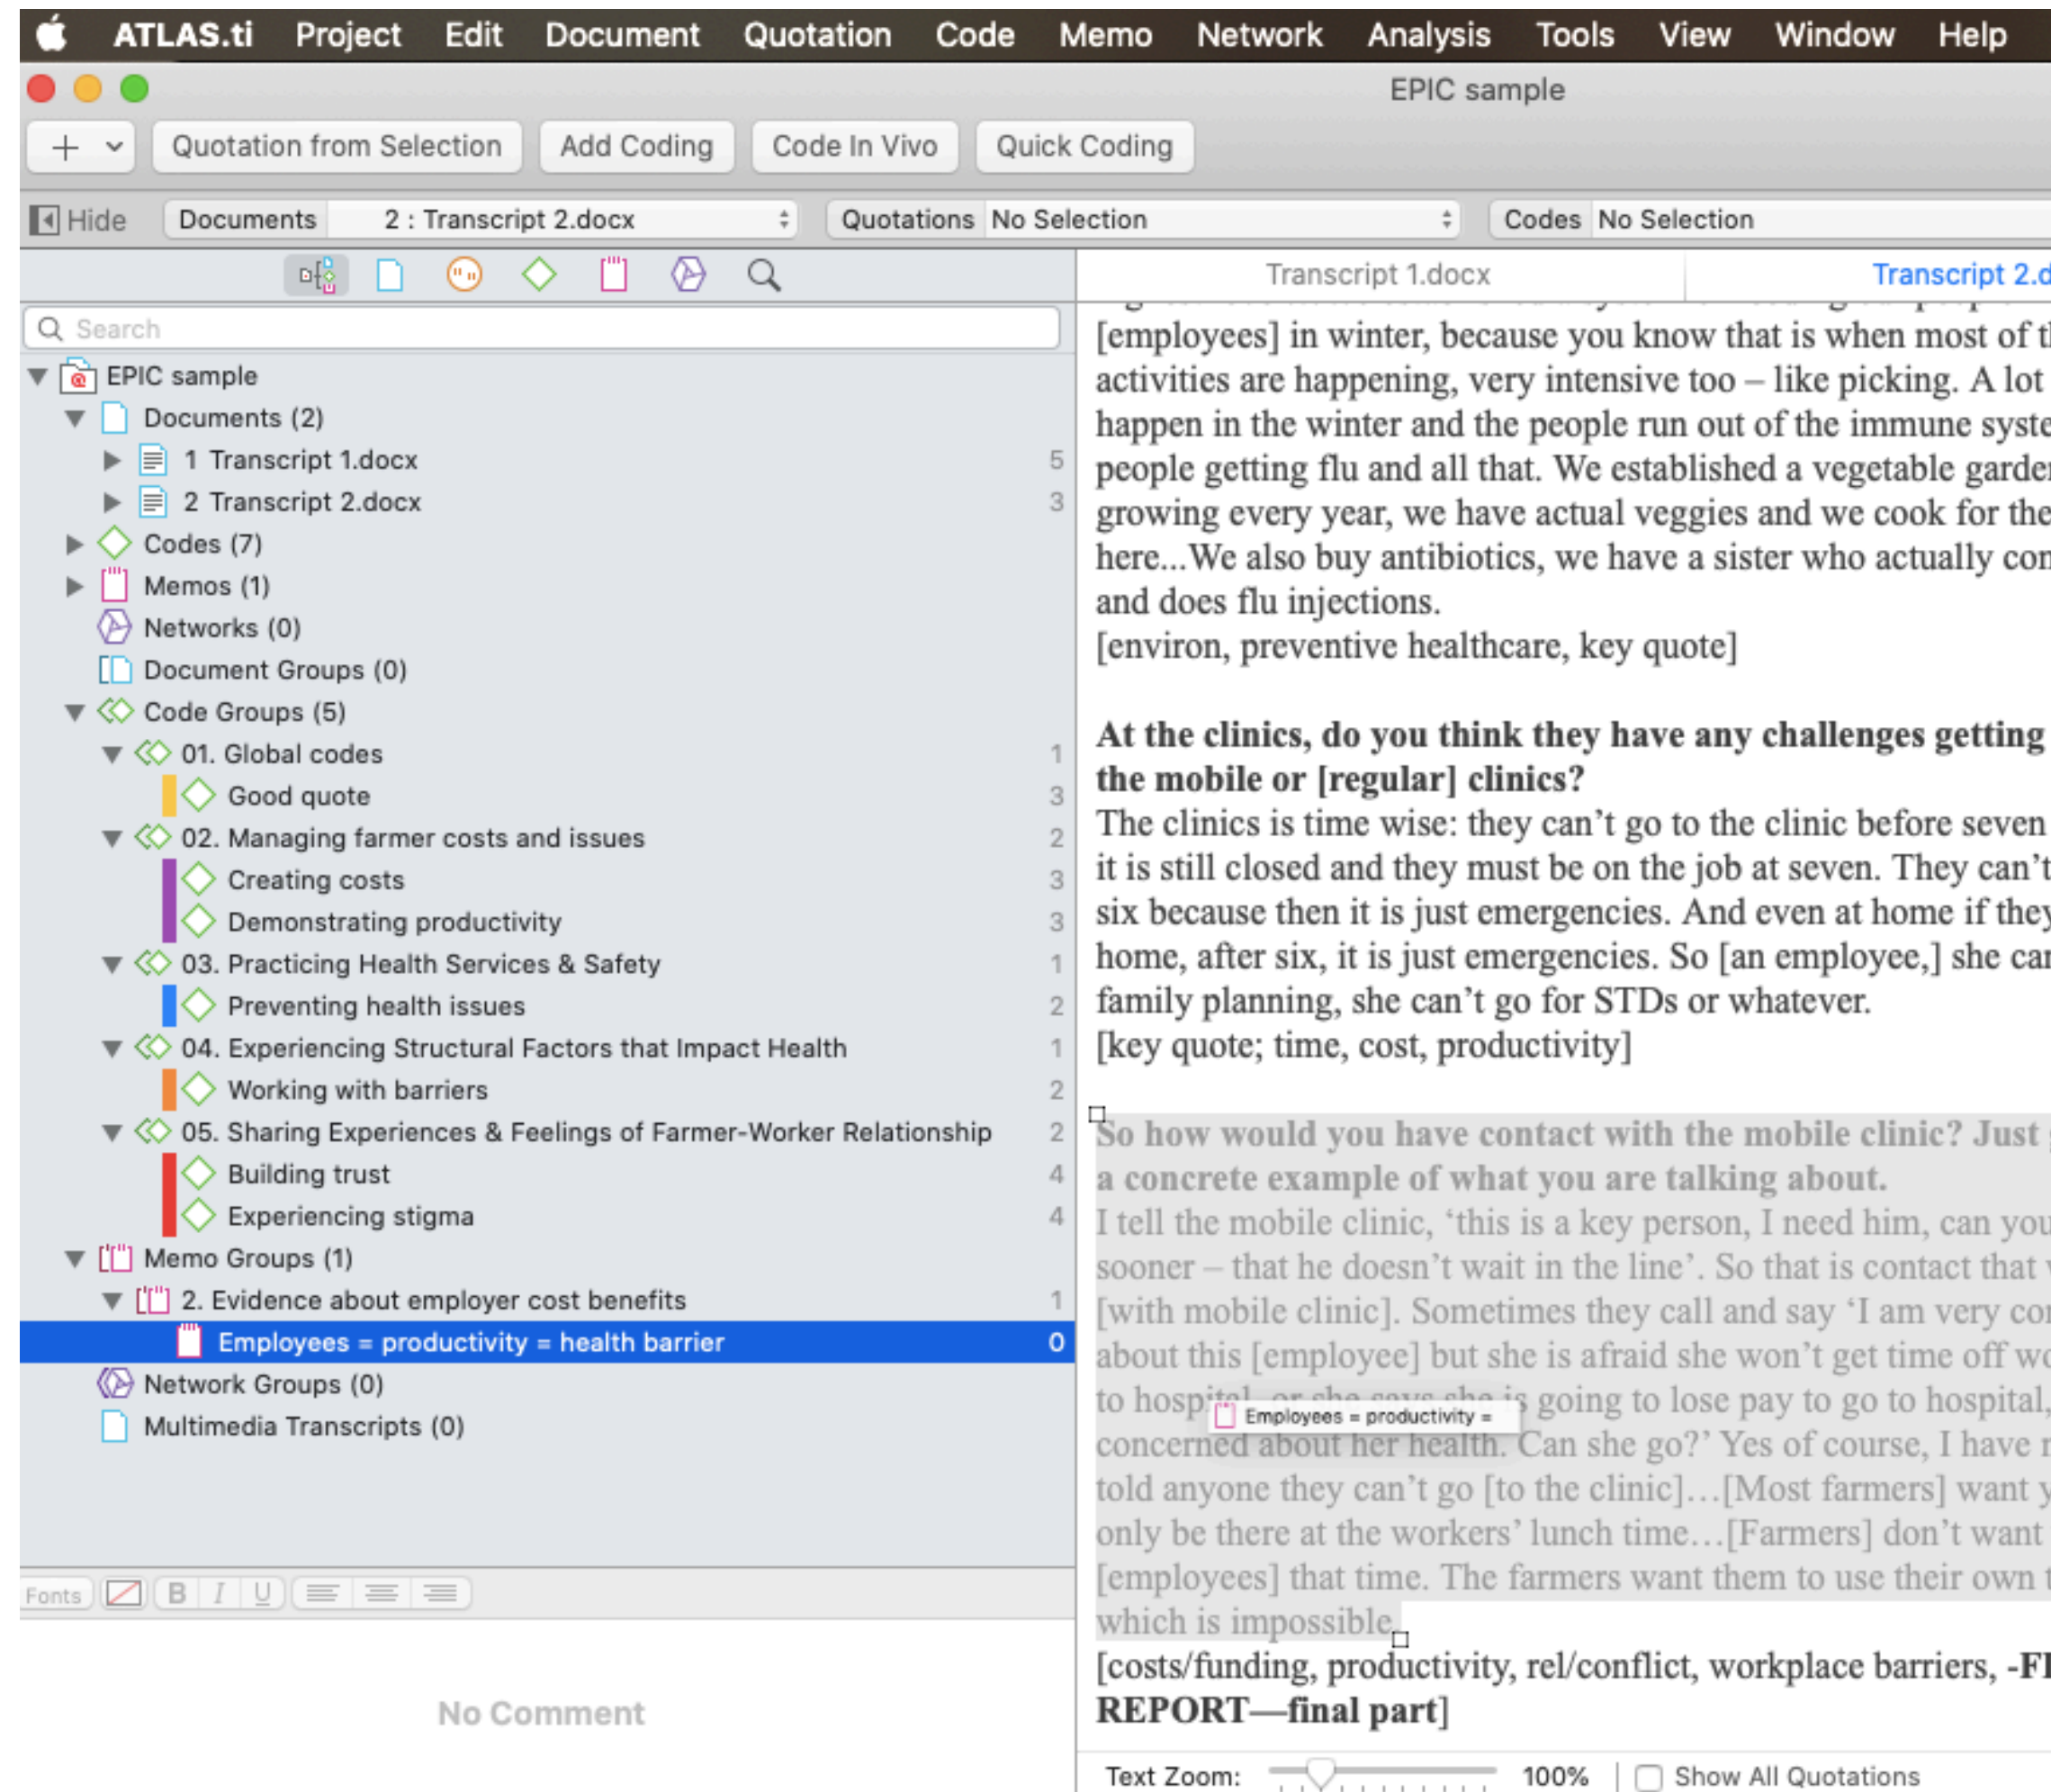 ATLAS.ti Project Edit Document Quotation Code Memo Network Analysis Tools View Window Help
EPIC sample
Quotation from Selection Add Coding Code In Vivo Quick Coding
Hide Documents 2 : Transcript 2.docx Quotations No Selection Codes No Selection
Search
EPIC sample
Documents (2)
1 Transcript 1.docx 5
2 Transcript 2.docx 3
Codes (7)
Memos (1)
Networks (0)
Document Groups (0)
Code Groups (5)
01. Global codes 1
Good quote 3
02. Managing farmer costs and issues 2
Creating costs 3
Demonstrating productivity 3
03. Practicing Health Services & Safety 1
Preventing health issues 2
04. Experiencing Structural Factors that Impact Health 1
Working with barriers 2
05. Sharing Experiences & Feelings of Farmer-Worker Relationship 2
Building trust 4
Experiencing stigma 4
Memo Groups (1)
2. Evidence about employer cost benefits 1
Employees = productivity = health barrier 0
Network Groups (0)
Multimedia Transcripts (0)
Fonts B I U
No Comment
Transcript 1.docx Transcript 2.d
[employees] in winter, because you know that is when most of
activities are happening, very intensive too – like picking. A lot
happen in the winter and the people run out of the immune syste
people getting flu and all that. We established a vegetable garden
growing every year, we have actual veggies and we cook for the
here...We also buy antibiotics, we have a sister who actually con
and does flu injections.
[environ, preventive healthcare, key quote]
At the clinics, do you think they have any challenges getting
the mobile or [regular] clinics?
The clinics is time wise: they can’t go to the clinic before seven
it is still closed and they must be on the job at seven. They can’t
six because then it is just emergencies. And even at home if they
home, after six, it is just emergencies. So [an employee,] she can
family planning, she can’t go for STDs or whatever.
[key quote; time, cost, productivity]
So how would you have contact with the mobile clinic? Just
a concrete example of what you are talking about.
I tell the mobile clinic, ‘this is a key person, I need him, can you
sooner – that he doesn’t wait in the line’. So that is contact that
[with mobile clinic]. Sometimes they call and say ‘I am very con
about this [employee] but she is afraid she won’t get time off wo
to hospital, or she says she is going to lose pay to go to hospital,
Employees = productivity =
concerned about her health. Can she go?’ Yes of course, I have
told anyone they can’t go [to the clinic]…[Most farmers] want
only be there at the workers’ lunch time…[Farmers] don’t want
[employees] that time. The farmers want them to use their own
which is impossible.
[costs/funding, productivity, rel/conflict, workplace barriers, -
REPORT—final part]
Text Zoom: 100% Show All Quotations